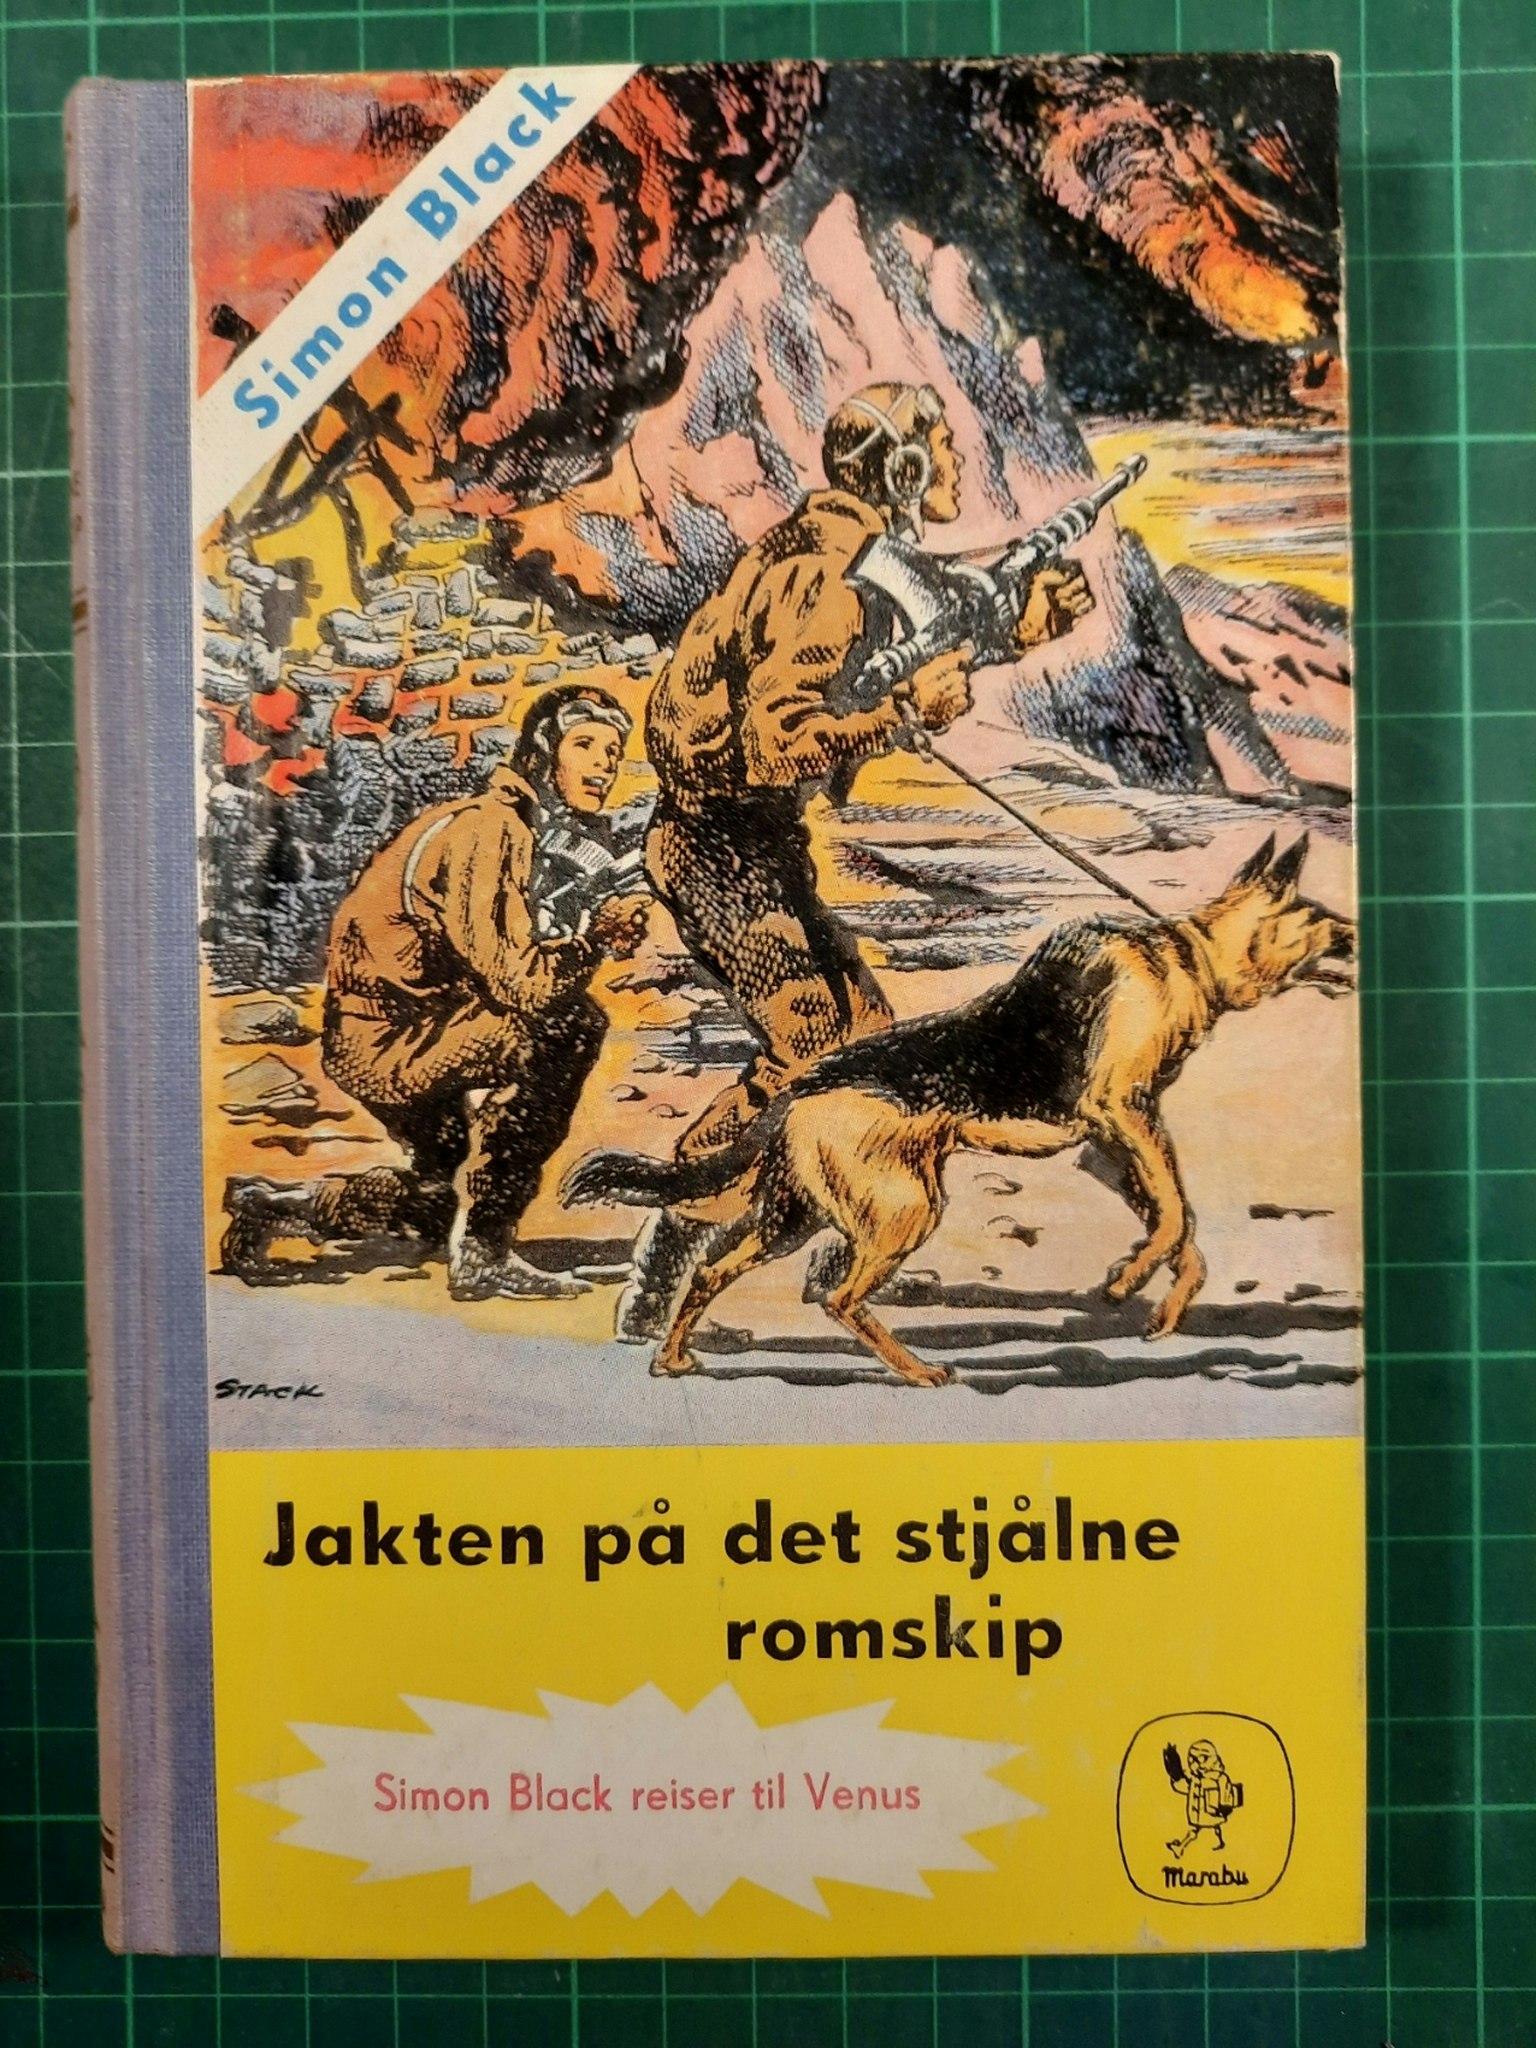 Simon Black
STACK
Jakten på det stjålne
romskip
Simon Black reiser til Venus
Marabu